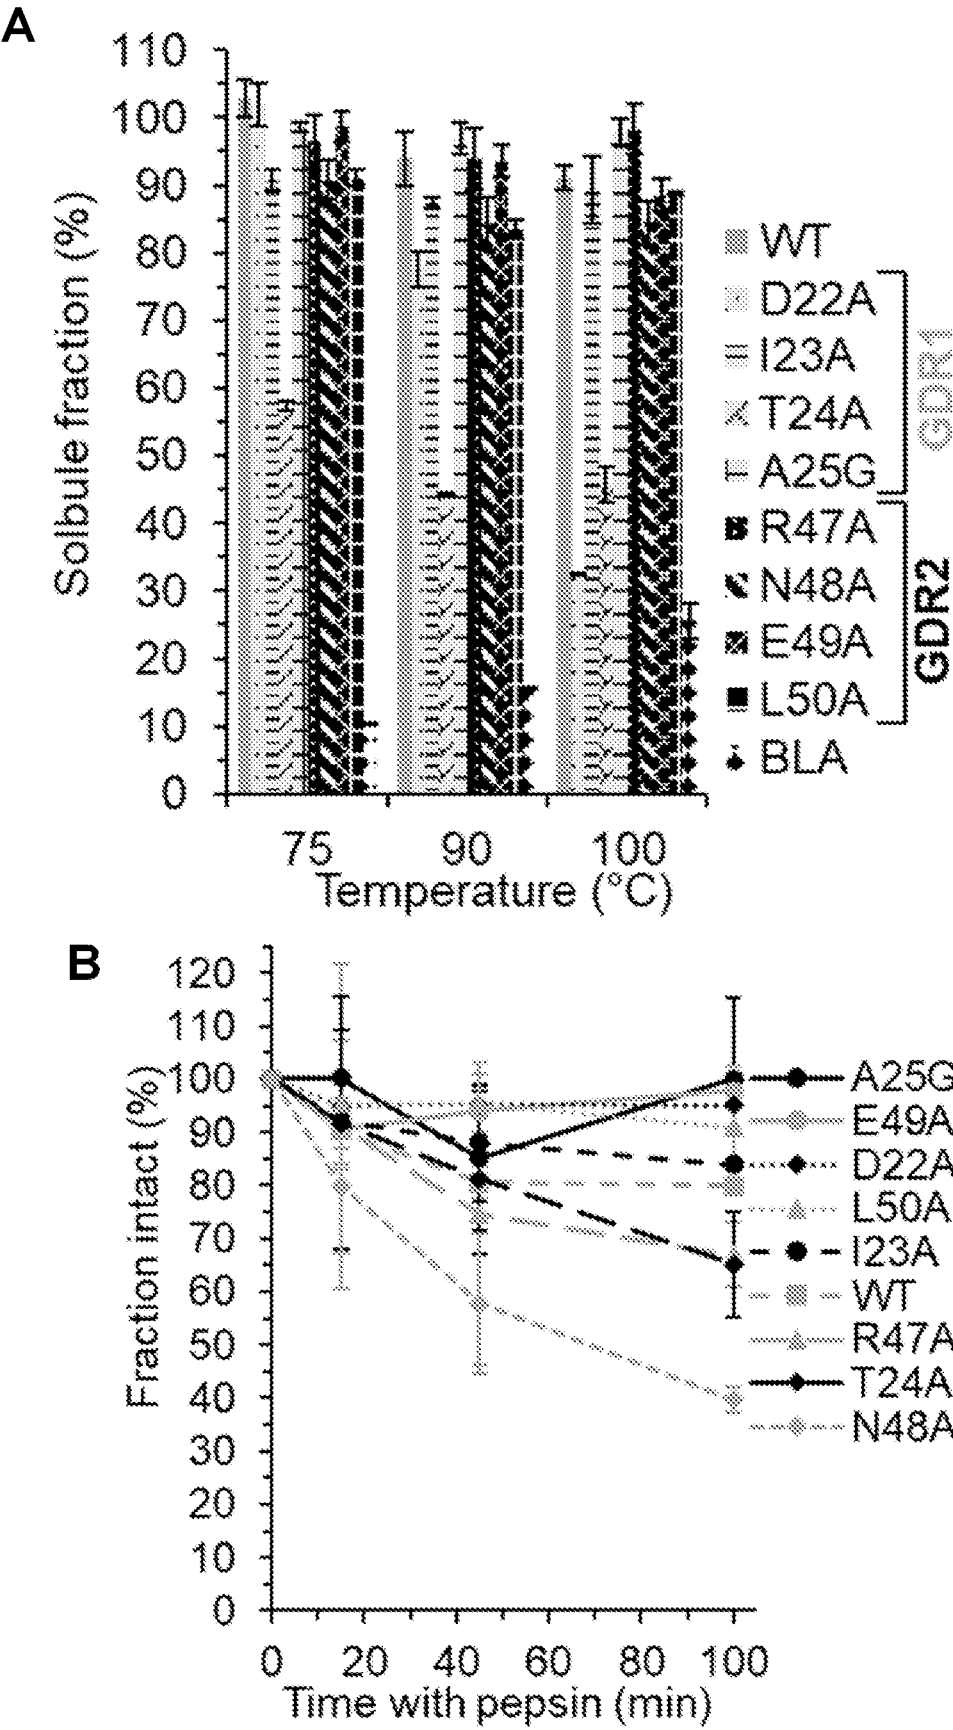 A
Solbule fraction (%)
110
100
90
80
70
60
50
40
30
20
10
0
75 90 100
Temperature (°C)
WT
D22A
I23A
T24A
A25G
R47A
N48A
E49A
L50A
BLA
GDR1
GDR2
B
Fraction intact (%)
120
110
100
90
80
70
60
50
40
30
20
10
0
0 20 40 60 80 100
Time with pepsin (min)
A25G
E49A
D22A
L50A
I23A
WT
R47A
T24A
N48A